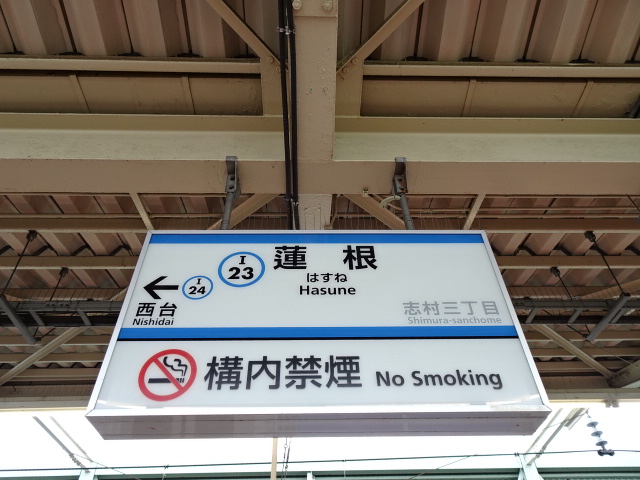 I
23
蓮根
はすね
Hasune
←
I
24
西台
Nishidai
志村三丁目
Shimura-sanchome
構内禁煙 No Smoking